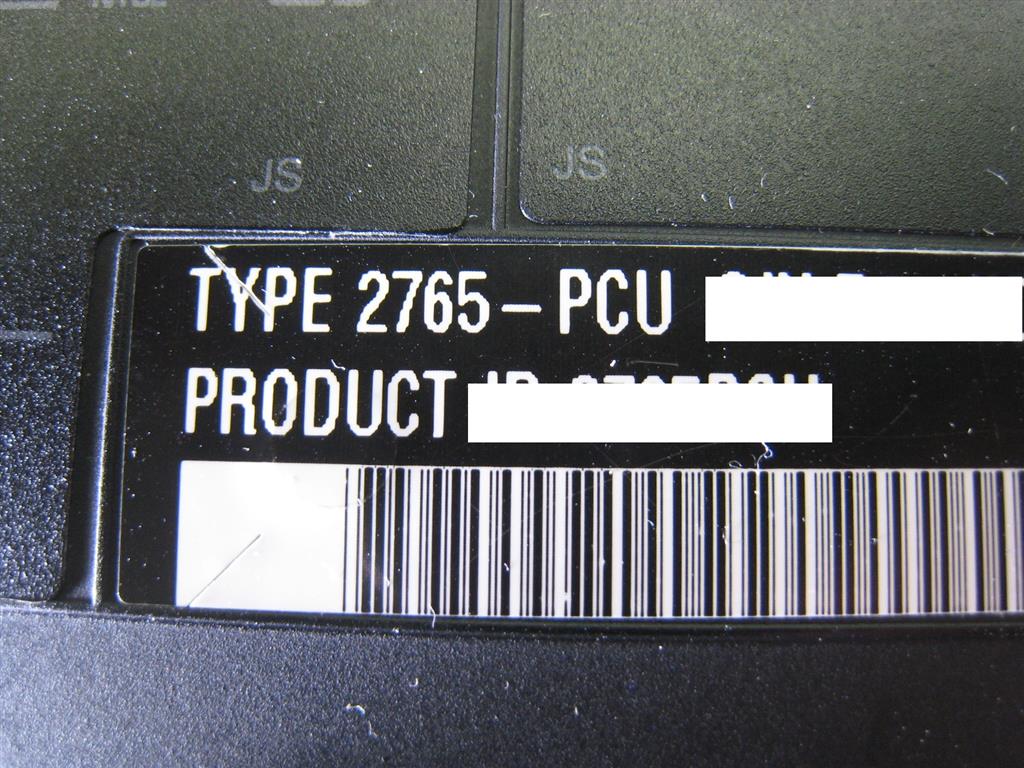 JS JS
TYPE 2765-PCU
PRODUCT